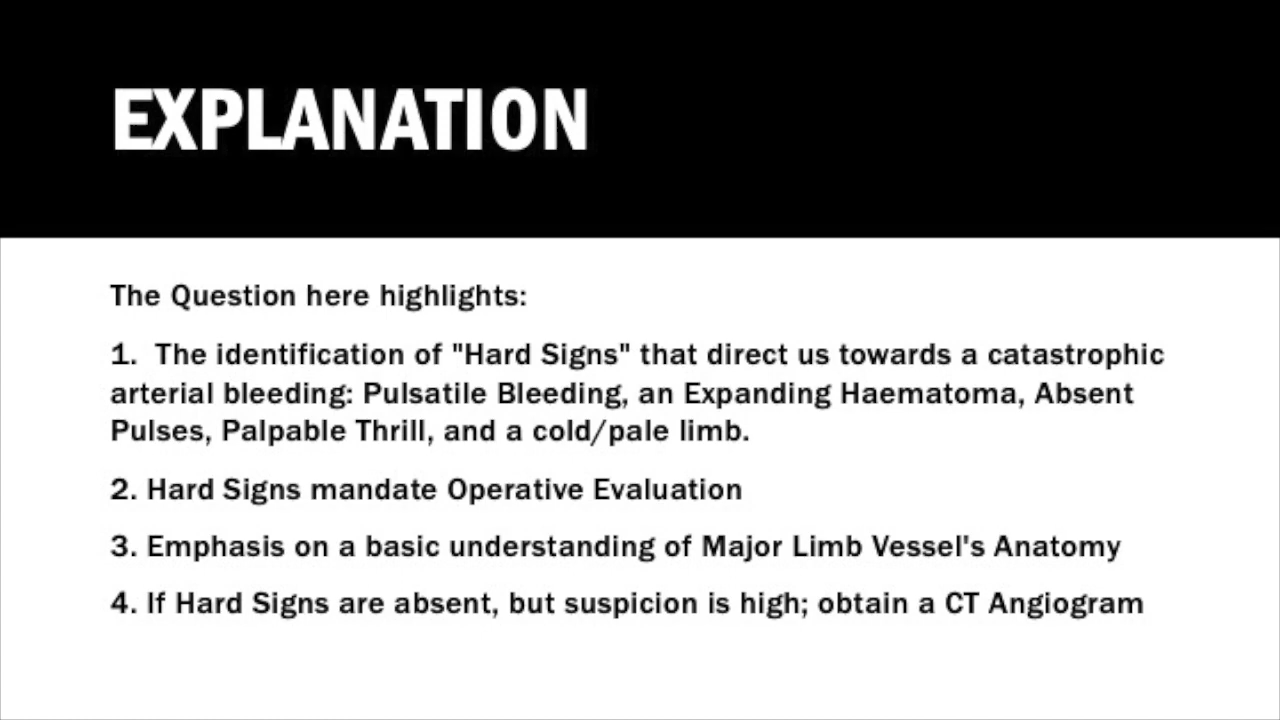 EXPLANATION
The Question here highlights:
1.  The identification of "Hard Signs" that direct us towards a catastrophic
arterial bleeding: Pulsatile Bleeding, an Expanding Haematoma, Absent
Pulses, Palpable Thrill, and a cold/pale limb.
2. Hard Signs mandate Operative Evaluation
3. Emphasis on a basic understanding of Major Limb Vessel's Anatomy
4. If Hard Signs are absent, but suspicion is high; obtain a CT Angiogram